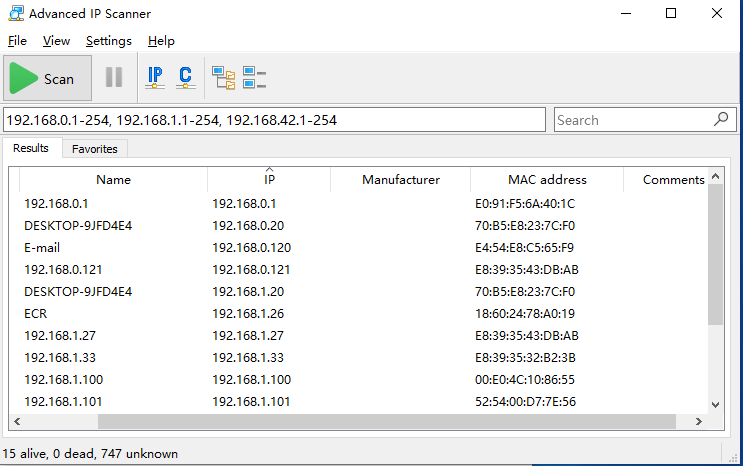 Advanced IP Scanner
File View Settings Help
Scan IP C
192.168.0.1-254, 192.168.1.1-254, 192.168.42.1-254 Search
Results Favorites
Name IP Manufacturer MAC address Comments
192.168.0.1 192.168.0.1 E0:91:F5:6A:40:1C
DESKTOP-9JFD4E4 192.168.0.20 70:B5:E8:23:7C:F0
E-mail 192.168.0.120 E4:54:E8:C5:65:F9
192.168.0.121 192.168.0.121 E8:39:35:43:DB:AB
DESKTOP-9JFD4E4 192.168.1.20 70:B5:E8:23:7C:F0
ECR 192.168.1.26 18:60:24:78:A0:19
192.168.1.27 192.168.1.27 E8:39:35:43:DB:AB
192.168.1.33 192.168.1.33 E8:39:35:32:B2:3B
192.168.1.100 192.168.1.100 00:E0:4C:10:86:55
192.168.1.101 192.168.1.101 52:54:00:D7:7E:56
15 alive, 0 dead, 747 unknown